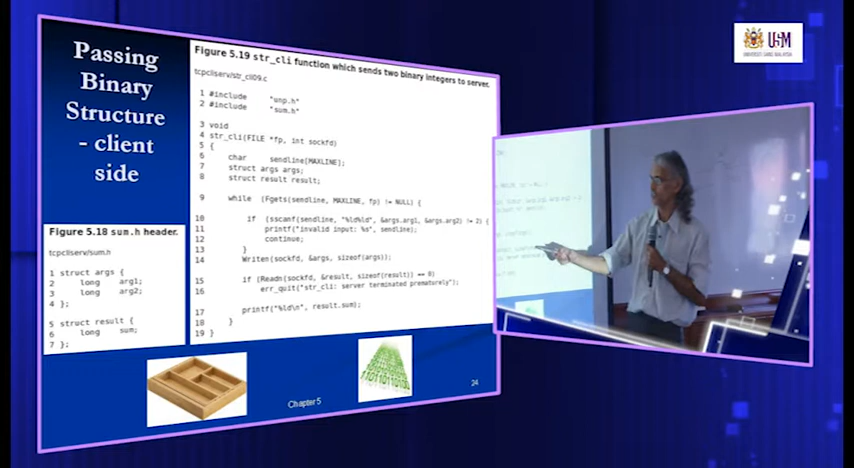 Passing
Binary
Structure
- client
side
Figure 5.18 sum.h header.
tcpcliserv/sum.h
1 struct args {
2 long arg1;
3 long arg2;
4 };
5 struct result {
6 long sum;
7 };
Figure 5.19 str_cli function which sends two binary integers to server.
tcpcliserv/str_cli09.c
1 #include "unp.h"
2 #include "sum.h"
3 void
4 str_cli(FILE *fp, int sockfd)
5 {
6 char sendline[MAXLINE];
7 struct args args;
8 struct result result;
9 while (Fgets(sendline, MAXLINE, fp) != NULL) {
10 if (sscanf(sendline, "%ld%ld", &args.arg1, &args.arg2) != 2) {
11 printf("invalid input: %s", sendline);
12 continue;
13 }
14 Writen(sockfd, &args, sizeof(args));
15 if (Readn(sockfd, &result, sizeof(result)) == 0)
16 err_quit("str_cli: server terminated prematurely");
17 printf("%ld\n", result.sum);
18 }
19 }
Chapter 5
24
USM
UNIVERSITI SAINS MALAYSIA